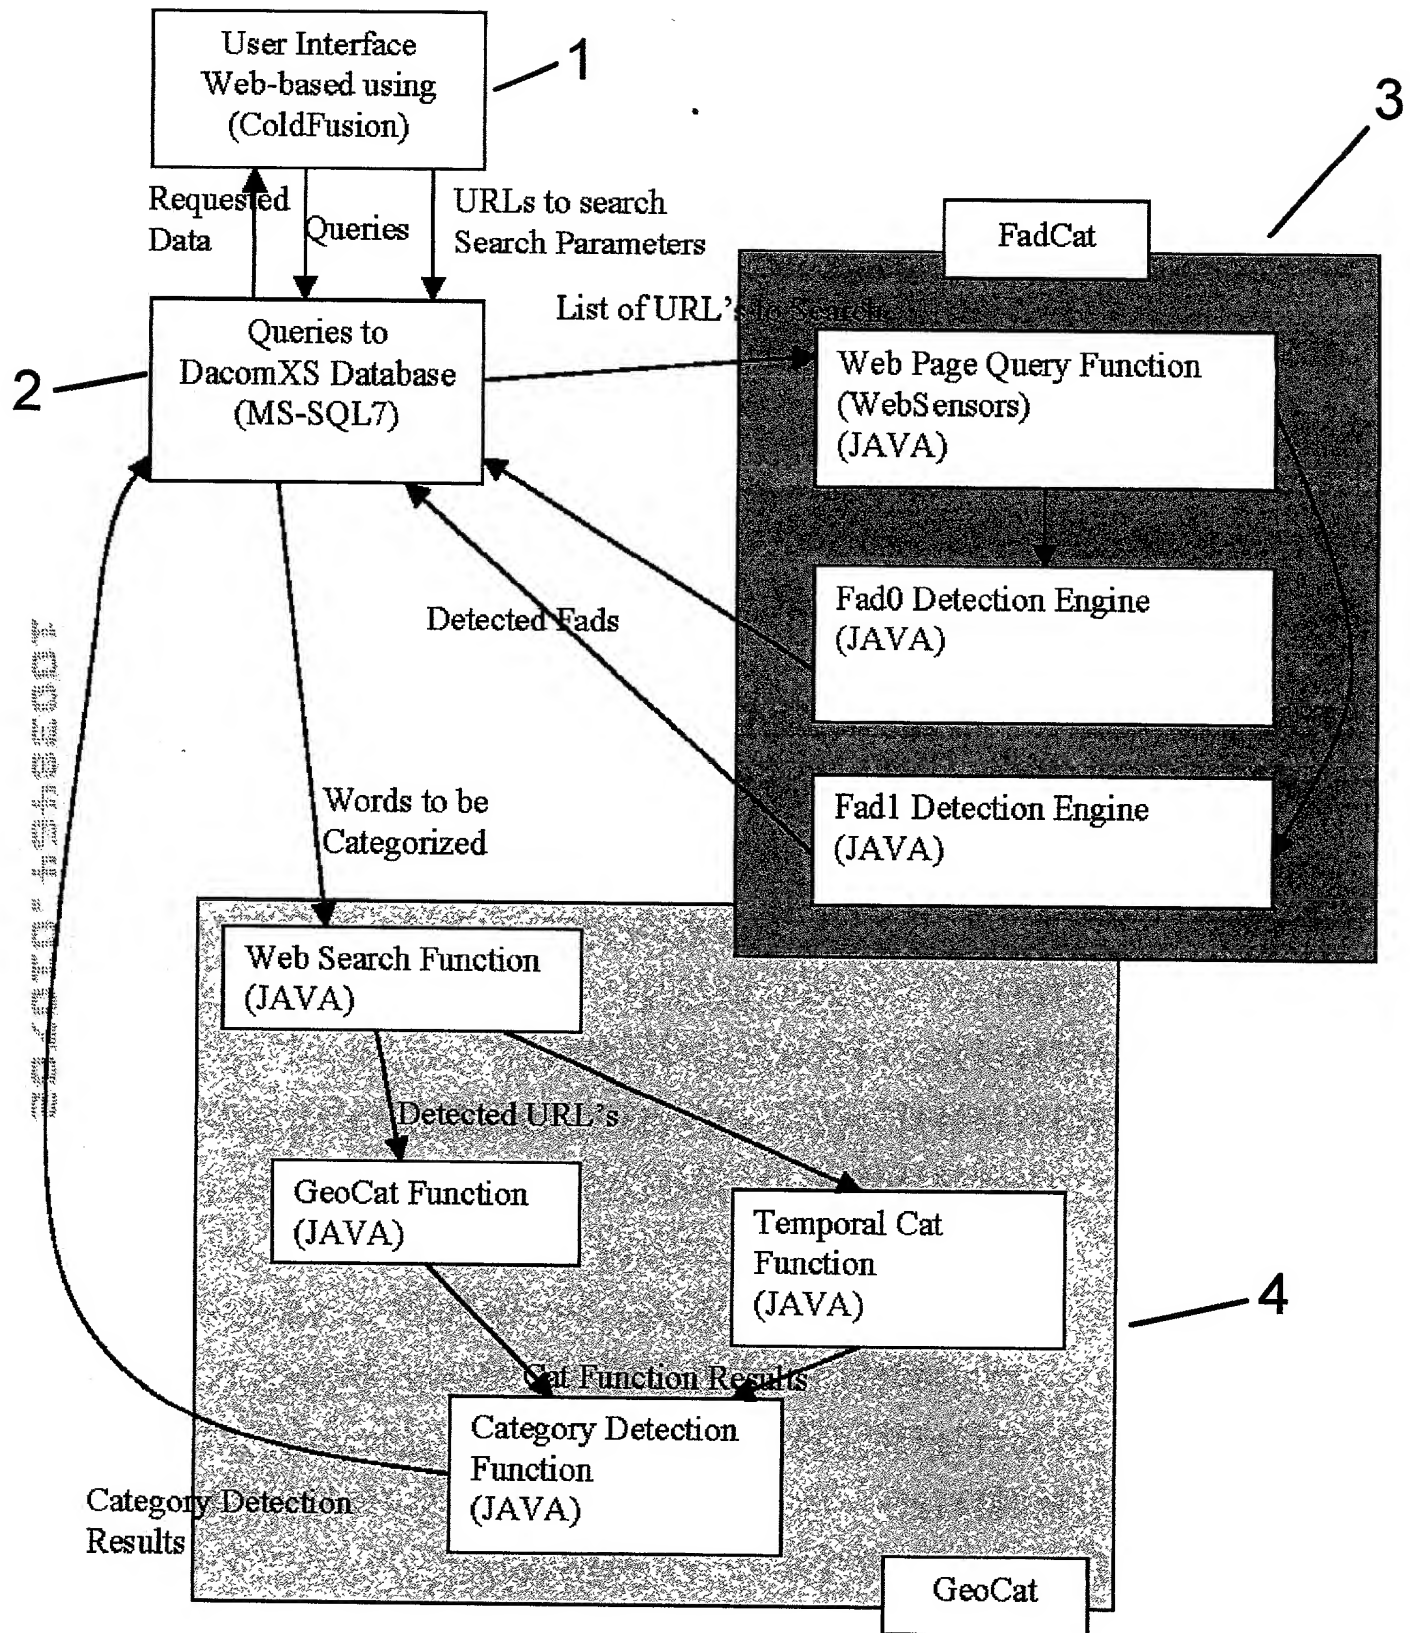 User Interface
Web-based using
(ColdFusion)
1
3
Requested
Data
Queries
URLs to search
Search Parameters
FadCat
List of URL's to Search
Queries to
DacomXS Database
(MS-SQL7)
2
Web Page Query Function
(WebSensors)
(JAVA)
Fad0 Detection Engine
(JAVA)
Detected Fads
Fad1 Detection Engine
(JAVA)
Words to be
Categorized
Web Search Function
(JAVA)
Detected URL's
GeoCat Function
(JAVA)
Temporal Cat
Function
(JAVA)
4
Cat Function Results
Category Detection
Function
(JAVA)
Category Detection
Results
GeoCat